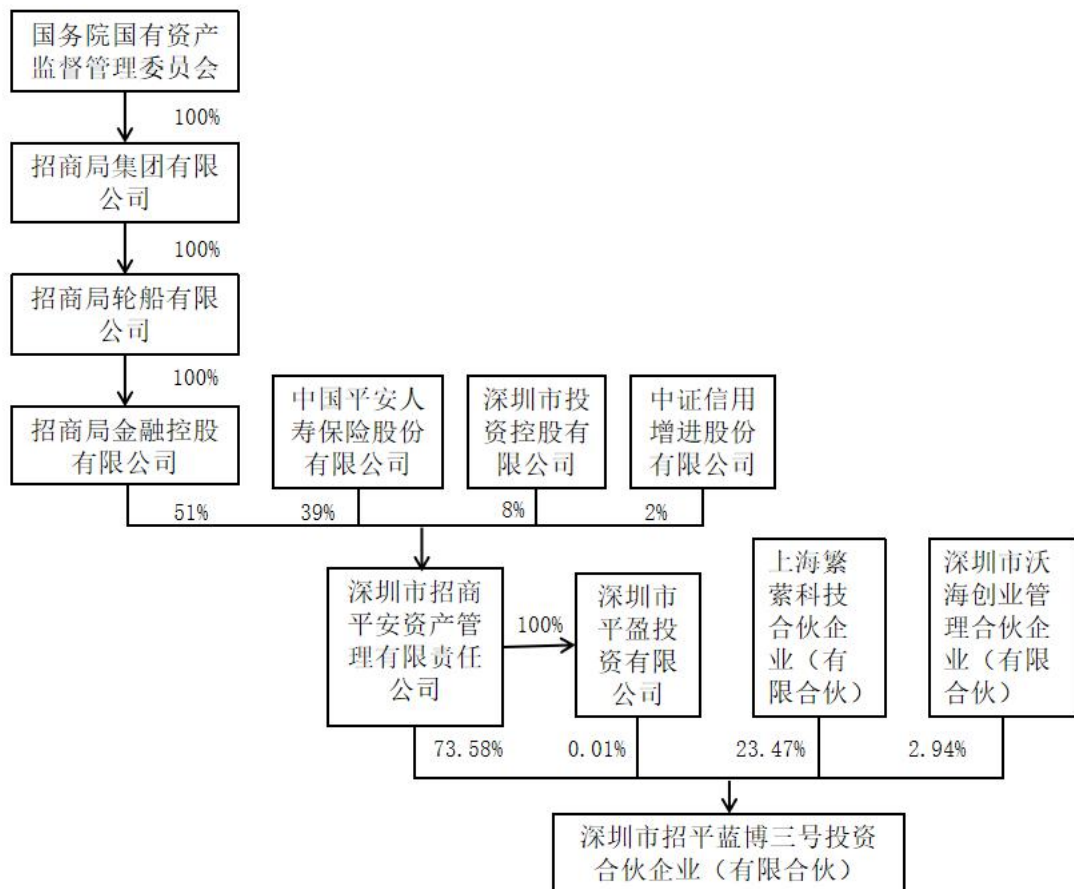 国务院国有资产
监督管理委员会
100%
招商局集团有限
公司
100%
招商局轮船有限
公司
100%
招商局金融控股
有限公司
中国平安人
寿保险股份
有限公司
深圳市投
资控股有
限公司
中证信用
增进股份
有限公司
51%
39%
8%
2%
深圳市招商
平安资产管
理有限责任
公司
100%
深圳市
平盈投
资有限
公司
上海繁
萦科技
合伙企
业（有
限合伙）
深圳市沃
海创业管
理合伙企
业（有限
合伙）
73.58%
0.01%
23.47%
2.94%
深圳市招平蓝博三号投资
合伙企业（有限合伙）